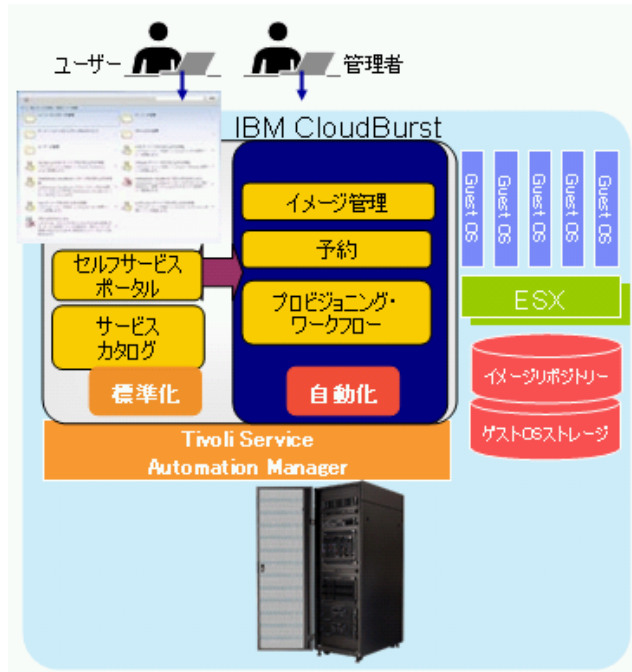 ユーザー
管理者
IBM CloudBurst
イメージ管理
予約
プロビジョニング・
ワークフロー
自動化
セルフサービス
ポータル
サービス
カタログ
標準化
Tivoli Service
Automation Manager
Guest OS
Guest OS
Guest OS
Guest OS
Guest OS
ESX
イメージリポジトリー
ゲストOSストレージ